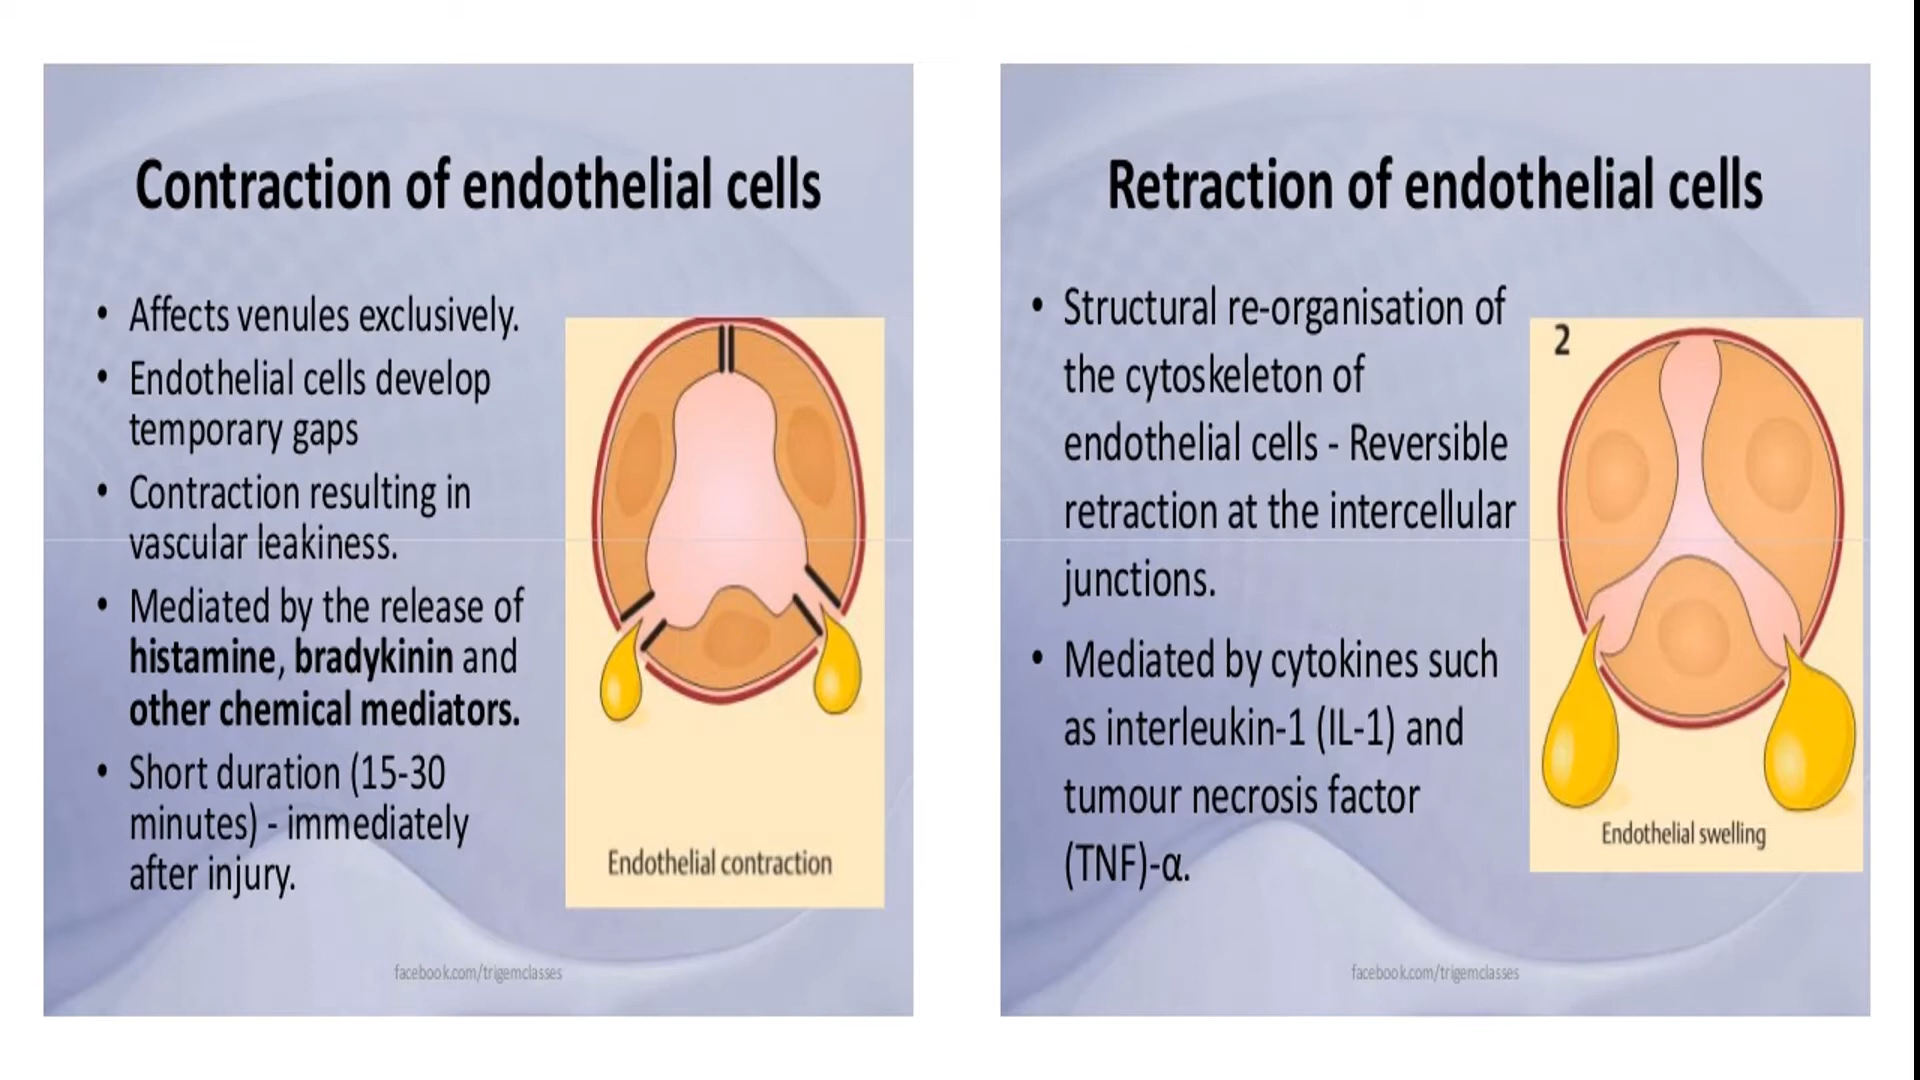 Contraction of endothelial cells
• Affects venules exclusively.
• Endothelial cells develop
temporary gaps
• Contraction resulting in
vascular leakiness.
• Mediated by the release of
histamine, bradykinin and
other chemical mediators.
• Short duration (15-30
minutes) - immediately
after injury.
Endothelial contraction
facebook.com/trigemclasses
Retraction of endothelial cells
• Structural re-organisation of
the cytoskeleton of
endothelial cells - Reversible
retraction at the intercellular
junctions.
• Mediated by cytokines such
as interleukin-1 (IL-1) and
tumour necrosis factor
(TNF)-α.
2
Endothelial swelling
facebook.com/trigemclasses